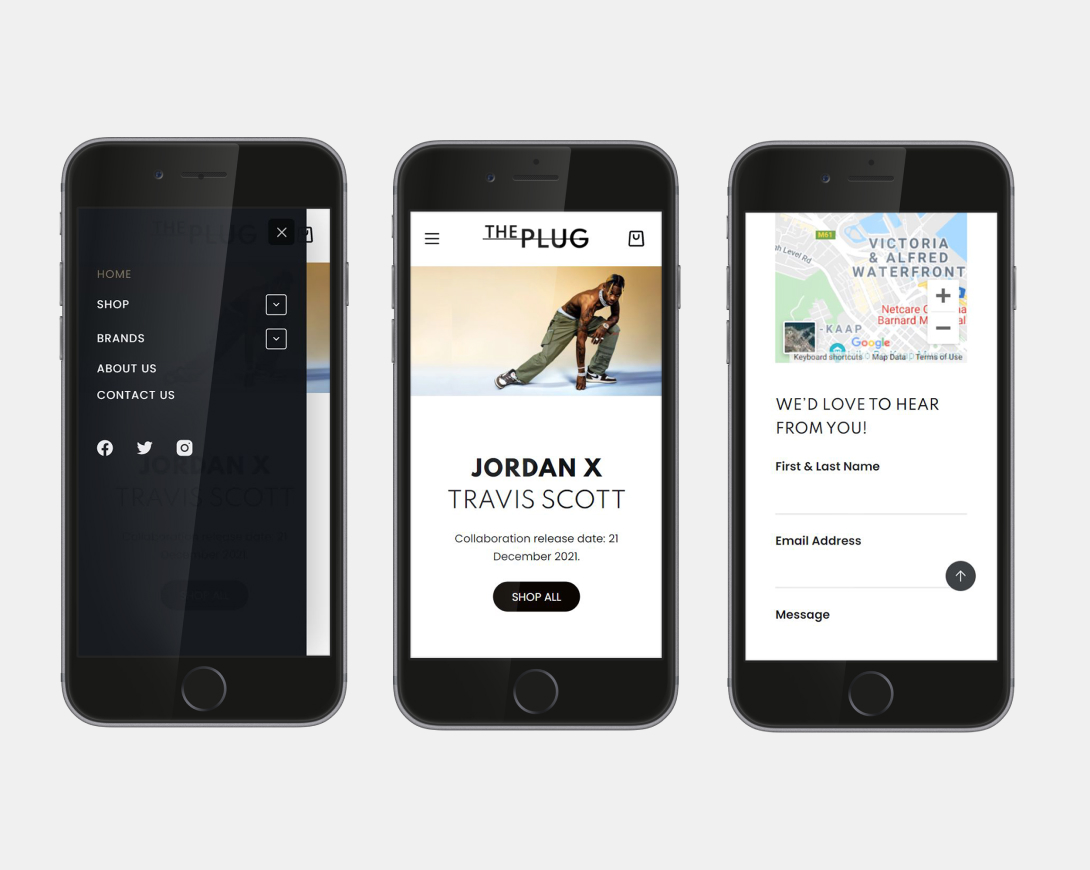 THE PLUG
HOME
SHOP
BRANDS
ABOUT US
CONTACT US
JORDAN X
TRAVIS SCOTT
THE PLUG
JORDAN X
TRAVIS SCOTT
Collaboration release date: 21
December 2021.
SHOP ALL
M61
VICTORIA
& ALFRED
WATERFRONT
Level Rd
Netcare
Barnard
-KAAP
Google
Keyboard shortcuts Map Data Terms of Use
WE'D LOVE TO HEAR
FROM YOU!
First & Last Name
Email Address
Message